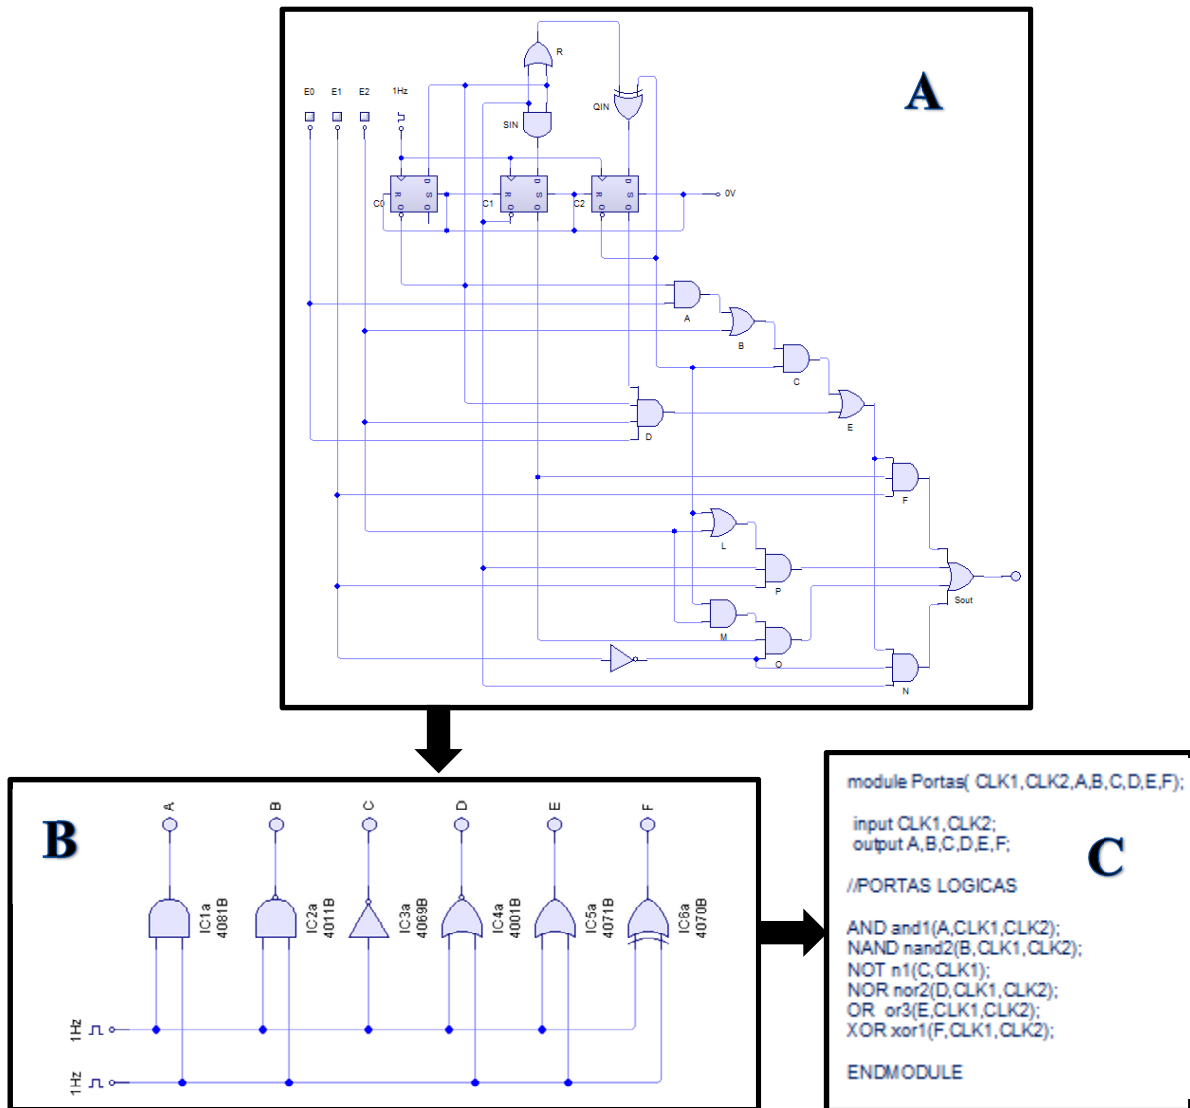 A
R
E0 E1 E2 1Hz
QIN
SIN
D S
R Q Q
D S
R Q Q
D S
R Q Q
C0 C1 C2 0V
A
B
C
D
E
F
L
P
Sout
M
O
N
B
A B C D E F
IC1a
4081B
IC2a
4011B
IC3a
4069B
IC4a
4001B
IC5a
4071B
IC6a
4070B
1Hz
1Hz
C
module Portas( CLK1,CLK2,A,B,C,D,E,F);
input CLK1,CLK2;
output A,B,C,D,E,F;
//PORTAS LOGICAS
AND and1(A,CLK1,CLK2);
NAND nand2(B,CLK1,CLK2);
NOT n1(C,CLK1);
NOR nor2(D,CLK1,CLK2);
OR or3(E,CLK1,CLK2);
XOR xor1(F,CLK1,CLK2);
ENDMODULE